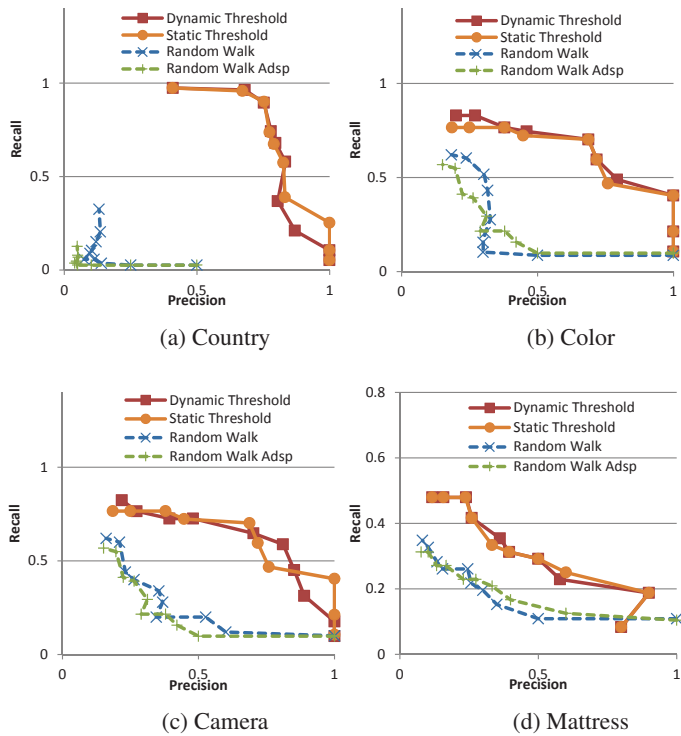 Dynamic Threshold
Static Threshold
Random Walk
Random Walk Adsp
1
0.5
0
Recall
0 0.5 1
Precision
(a) Country
Dynamic Threshold
Static Threshold
Random Walk
Random Walk Adsp
1
0.5
0
Recall
0 0.5 1
Precision
(b) Color
Dynamic Threshold
Static Threshold
Random Walk
Random Walk Adsp
1
0.5
0
Recall
0 0.5 1
Precision
(c) Camera
0.8
Dynamic Threshold
Static Threshold
Random Walk
Random Walk Adsp
0.6
0.4
0.2
0
Recall
0 0.5 1
Precision
(d) Mattress